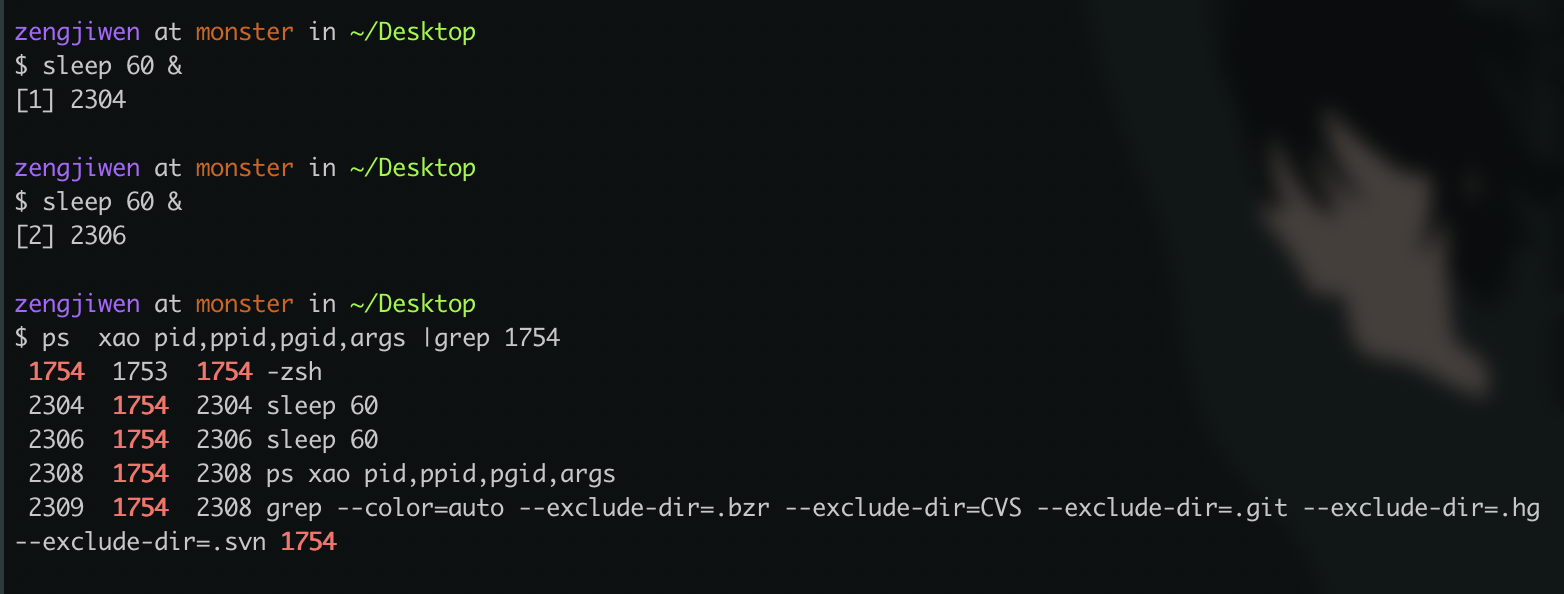 zengjiwen at monster in ~/Desktop
$ sleep 60 &
[1] 2304
zengjiwen at monster in ~/Desktop
$ sleep 60 &
[2] 2306
zengjiwen at monster in ~/Desktop
$ ps  xao pid,ppid,pgid,args |grep 1754
 1754  1753  1754 -zsh
 2304  1754  2304 sleep 60
 2306  1754  2306 sleep 60
 2308  1754  2308 ps xao pid,ppid,pgid,args
 2309  1754  2308 grep --color=auto --exclude-dir=.bzr --exclude-dir=CVS --exclude-dir=.git --exclude-dir=.hg
--exclude-dir=.svn 1754